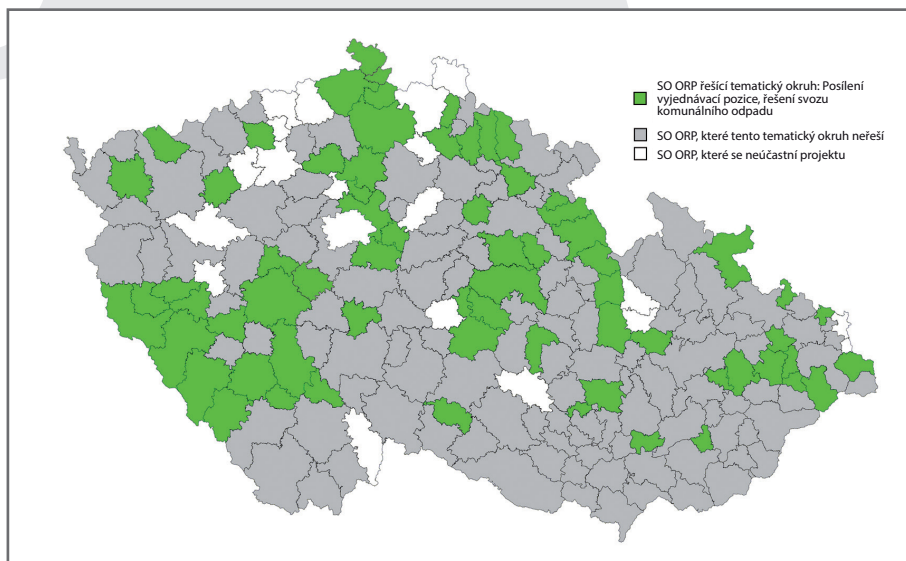 SO ORP řešící tematický okruh: Posílení
vyjednávací pozice, řešení svozu
komunálního odpadu
SO ORP, které tento tematický okruh neřeší
SO ORP, které se neúčastní projektu